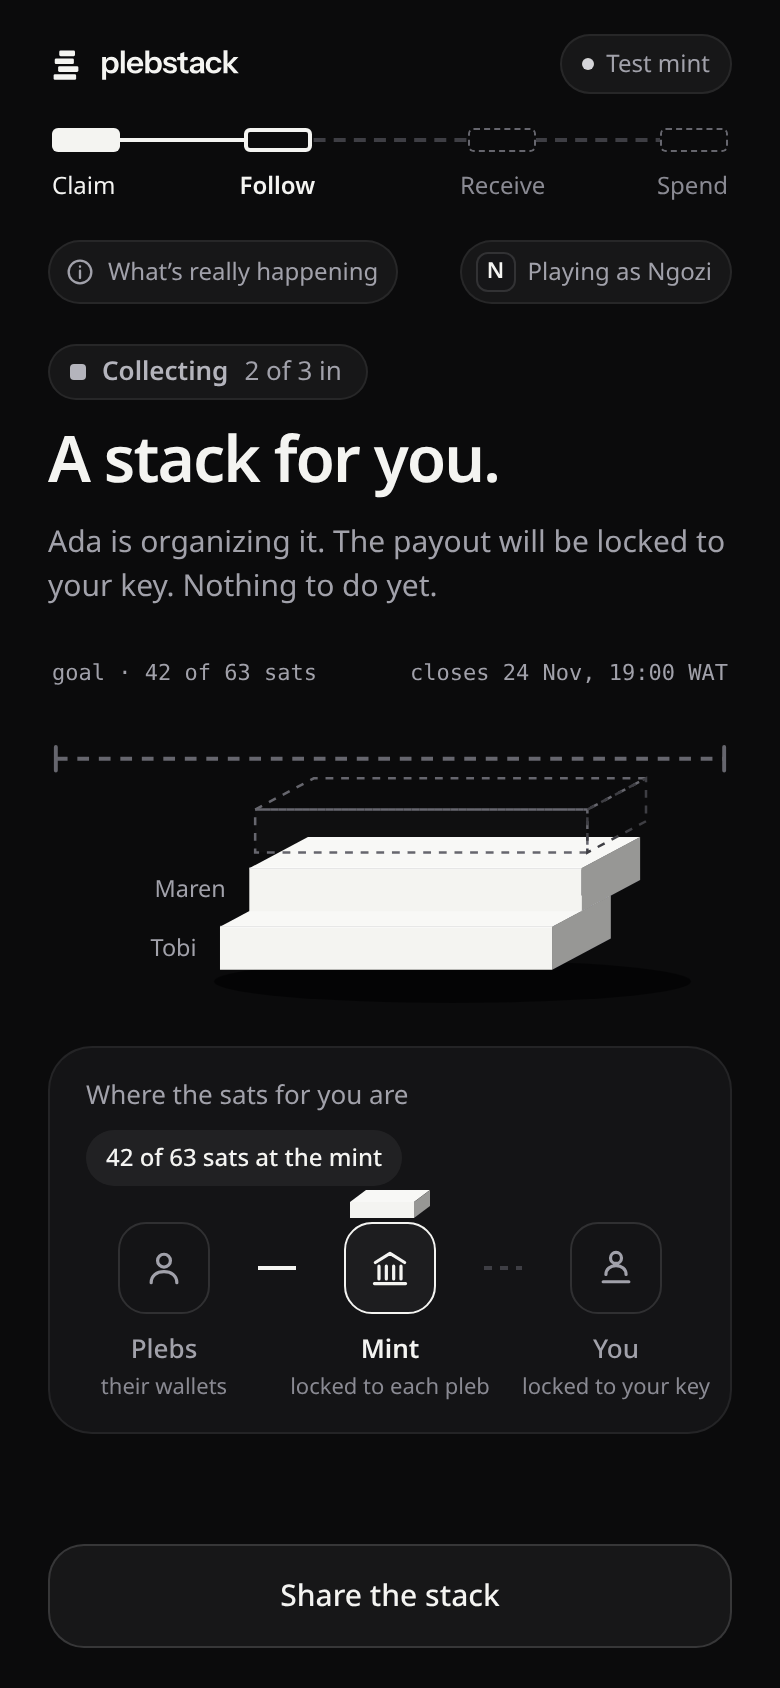 plebstack
Test mint
Claim
Follow
Receive
Spend
What’s really happening
N
Playing as Ngozi
Collecting 2 of 3 in
A stack for you.
Ada is organizing it. The payout will be locked to
your key. Nothing to do yet.
goal · 42 of 63 sats
closes 24 Nov, 19:00 WAT
Maren
Tobi
Where the sats for you are
42 of 63 sats at the mint
Plebs
Mint
You
their wallets
locked to each pleb
locked to your key
Share the stack